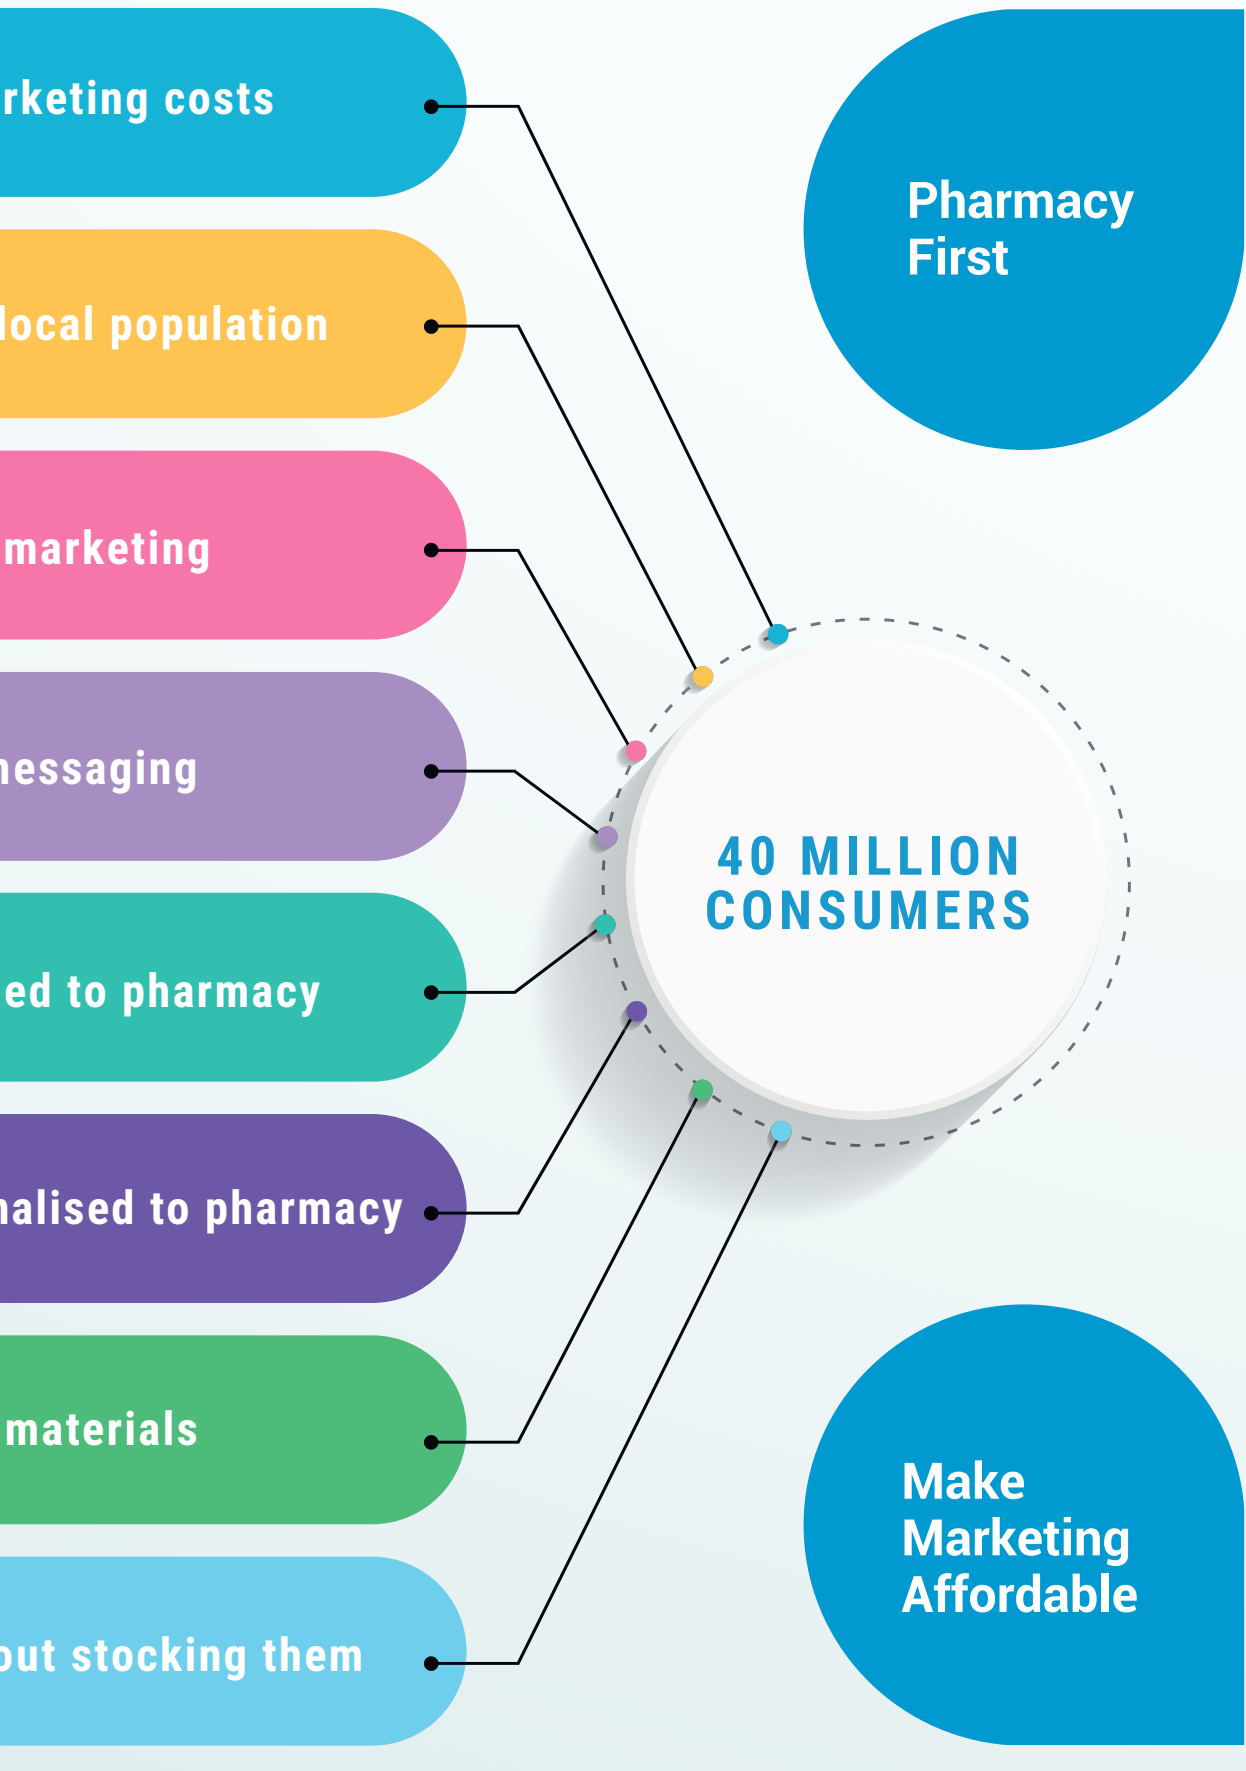 rketing costs
local population
marketing
nessaging
ed to pharmacy
nalised to pharmacy
materials
out stocking them
Pharmacy
First
40 MILLION
CONSUMERS
Make
Marketing
Affordable